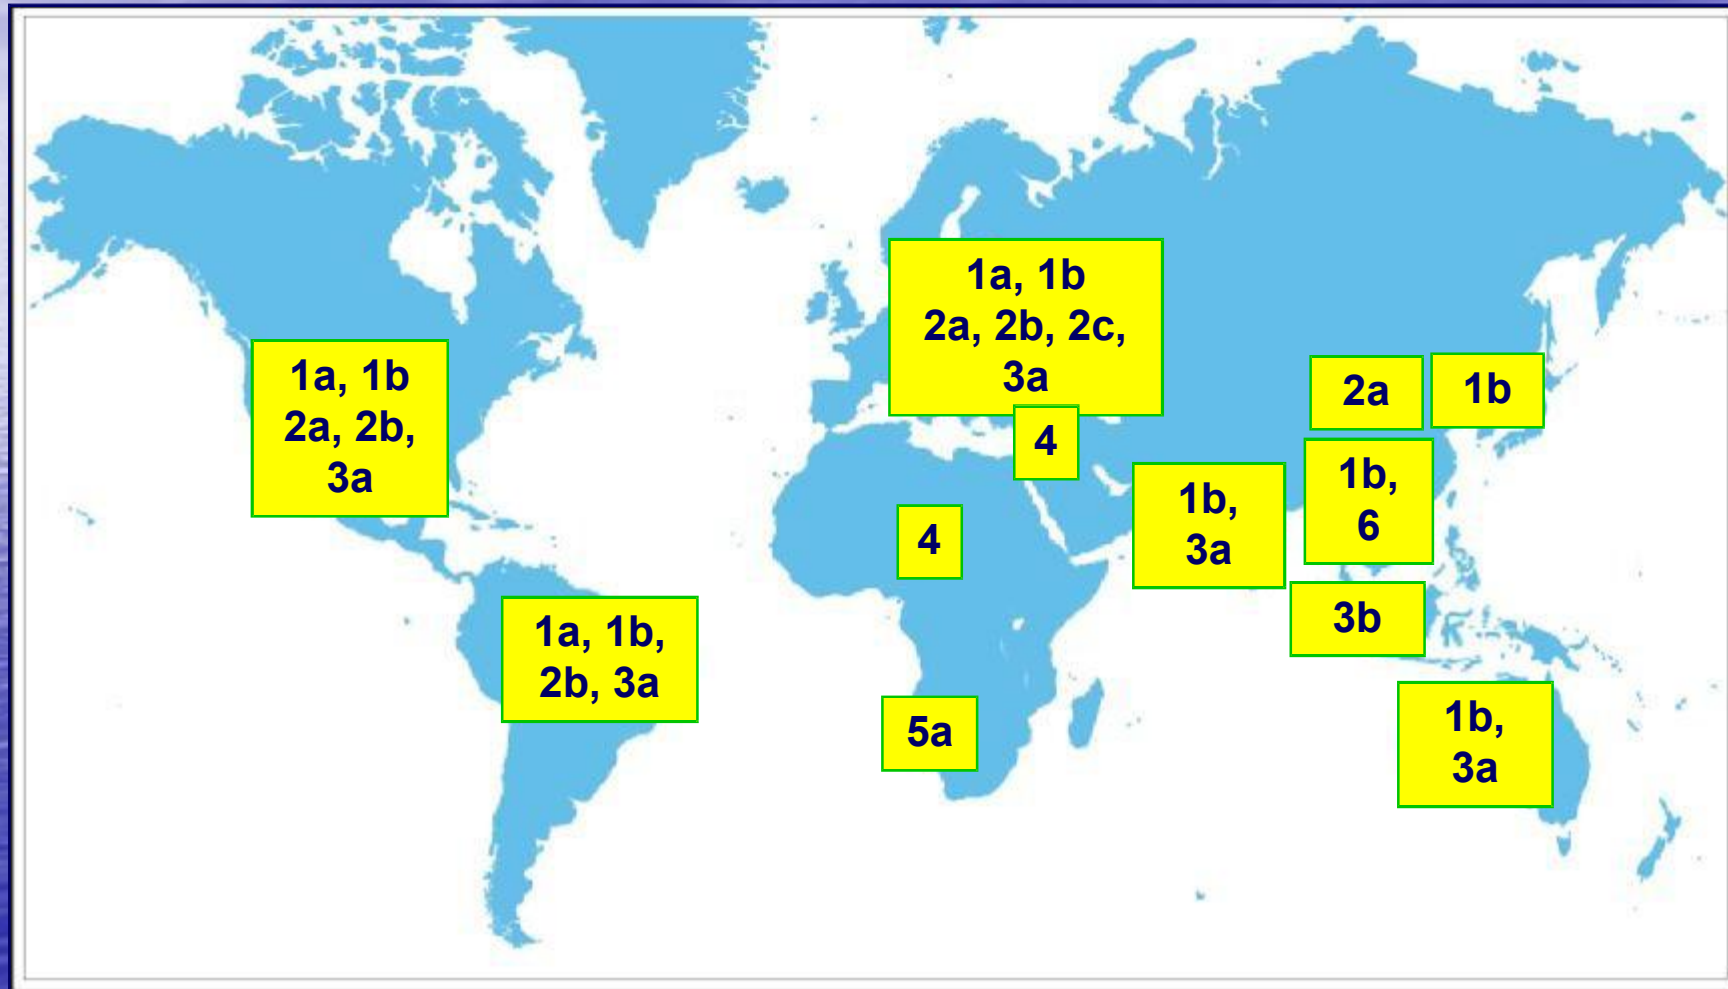 1a, 1b
2a, 2b, 2c,
3a
1a, 1b
2a, 2b,
3a
2a
1b
4
1b,
6
1b,
3a
4
1a, 1b,
2b, 3a
3b
5a
1b,
3a